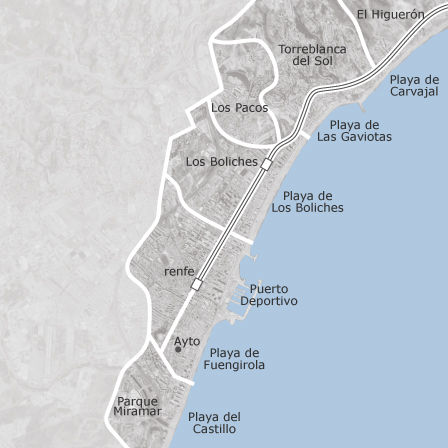 El Higuerón
Torreblanca
del Sol
Playa de
Carvajal
Los Pacos
Playa de
Las Gaviotas
Los Boliches
Playa de
Los Boliches
renfe
Puerto
Deportivo
Ayto
Playa de
Fuengirola
Parque
Miramar
Playa del
Castillo